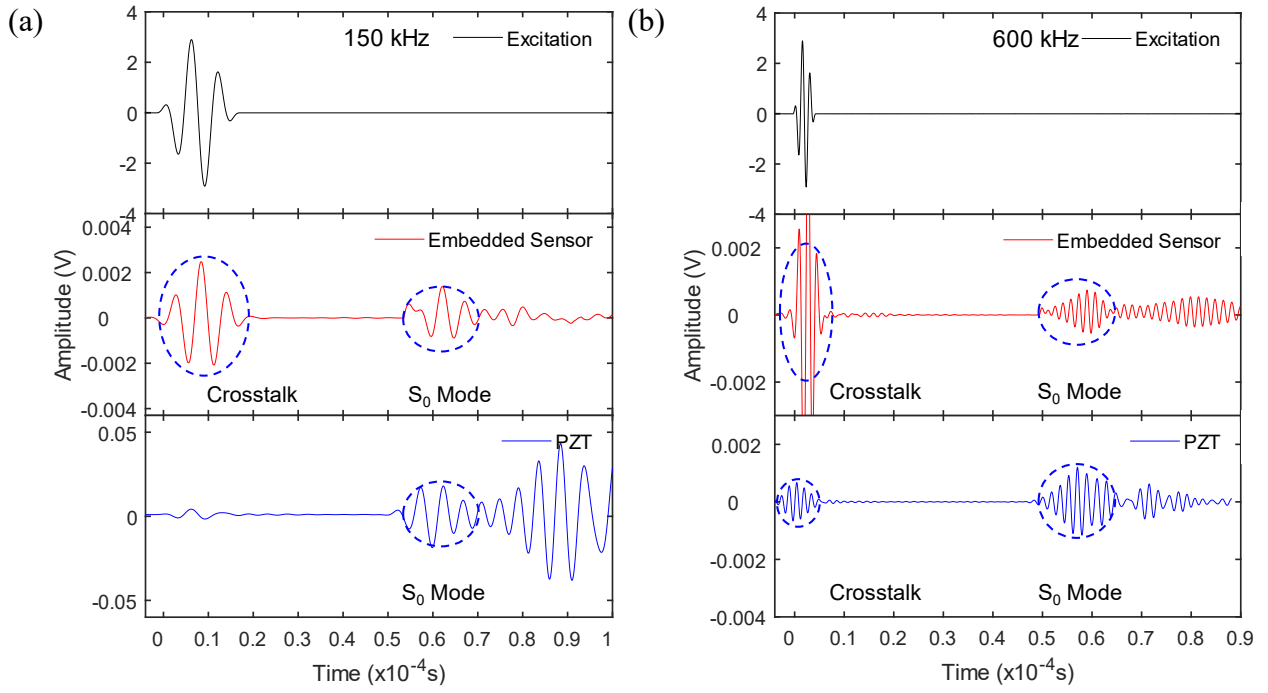 (a)
150 kHz
Excitation
4
2
0
-2
-4
Embedded Sensor
0.004
0.002
0
-0.002
-0.004
Amplitude (V)
Crosstalk
S₀ Mode
PZT
0.05
0
-0.05
S₀ Mode
0 0.1 0.2 0.3 0.4 0.5 0.6 0.7 0.8 0.9 1
Time (x10⁻⁴s)
(b)
600 kHz
Excitation
4
2
0
-2
-4
Embedded Sensor
0.002
0
-0.002
Amplitude (V)
Crosstalk
S₀ Mode
PZT
0.002
0
-0.002
-0.004
Crosstalk
S₀ Mode
0 0.1 0.2 0.3 0.4 0.5 0.6 0.7 0.8 0.9
Time (x10⁻⁴s)